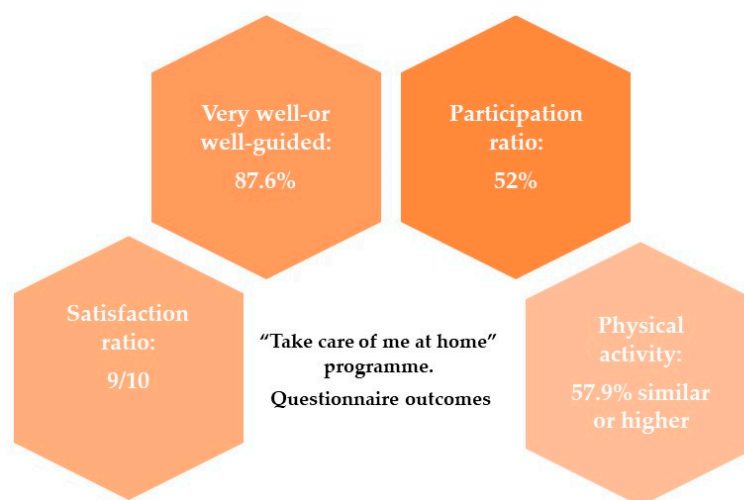 Very well-or
well-guided:
87.6%
Participation
ratio:
52%
Satisfaction
ratio:
9/10
“Take care of me at home”
programme.
Questionnaire outcomes
Physical
activity:
57.9% similar
or higher